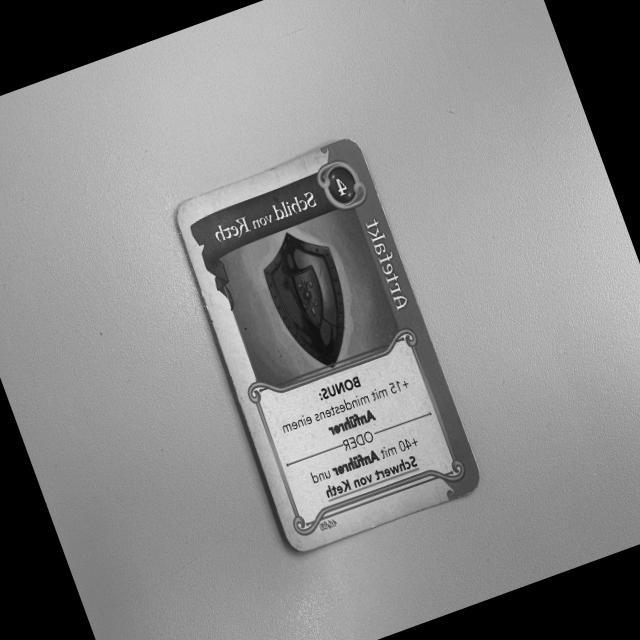 4
Schild von Keth
Artefakt
BONUS:
+15 mit mindestens einem
Anführer
ODER
+40 mit Anführer und
Schwert von Keth